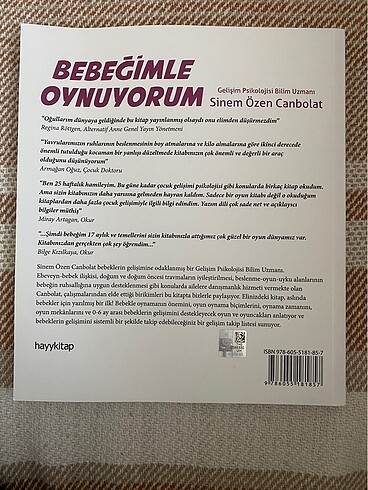 BEBEĞİMLE
OYNUYORUM
Gelişim Psikolojisi Bilim Uzmanı
Sinem Özen Canbolat
"Oğullarım dünyaya geldiğinde bu kitap yayınlanmış olsaydı onu elimden düşürmezdim"
Regina Röttgen, Alternatif Anne Genel Yayın Yönetmeni
"Yavrularımızın ruhlarının beslenmesinin boy atmalarına ve kilo almalarına göre ikinci derecede
önemli tutulduğu kocaman bir yanlışı düzeltmede kitabınızın çok önemli ve değerli bir araç
olduğunu düşünüyorum"
Armağan Oğuz, Çocuk Doktoru
"Ben 25 haftalık hamileyim. Bu güne kadar çocuk gelişimi psikolojisi gibi konularda birkaç kitap okudum.
Ama sizin kitabınızın daha yarısına gelmeden hayran kaldım. Sadece bir oyun kitabı değil o okuduğum
kitaplardan daha fazla çocuk gelişimiyle ilgili bilgi edindim. Yazım dili çok sade net ve açıklayıcı
bilgiler müthiş"
Miray Artagan, Okur
"...Şimdi bebeğim 17 aylık ve temellerini sizin kitabınızla attığımız çok güzel bir oyun dünyamız var.
Kitabınızdan gerçekten çok şey öğrendim..."
Bilge Kızılkaya, Okur
Sinem Özen Canbolat bebeklerin gelişimine odaklanmış bir Gelişim Psikolojisi Bilim Uzmanı.
Ebeveyn-bebek ilişkisi, doğum ve doğum öncesi travmaların iyileştirilmesi, beslenme-oyun-uyku alanlarının
bebeğin ruhsallığına uygun desteklenmesi gibi konularda ailelere danışmanlık hizmeti vermekte olan
Canbolat, çalışmalarından elde ettiği birikimleri bu kitapta bizlerle paylaşıyor. Elinizdeki kitap, aslında
bebekler için yazılmış bir ilk! Bebekle oynamanın önemini, oyun oynama biçimlerini, oynama zamanını,
oyun mekânlarını ve 0-6 ay arası bebeklerin gelişimini destekleyecek oyun ve oyuncakları anlatıyor ve
bebeklerin gelişimini sistemli bir şekilde takip edebileceğiniz bir gelişim takip listesi sunuyor.
hayykitap
ISBN 978-605-5181-85-7
9 786055 181857